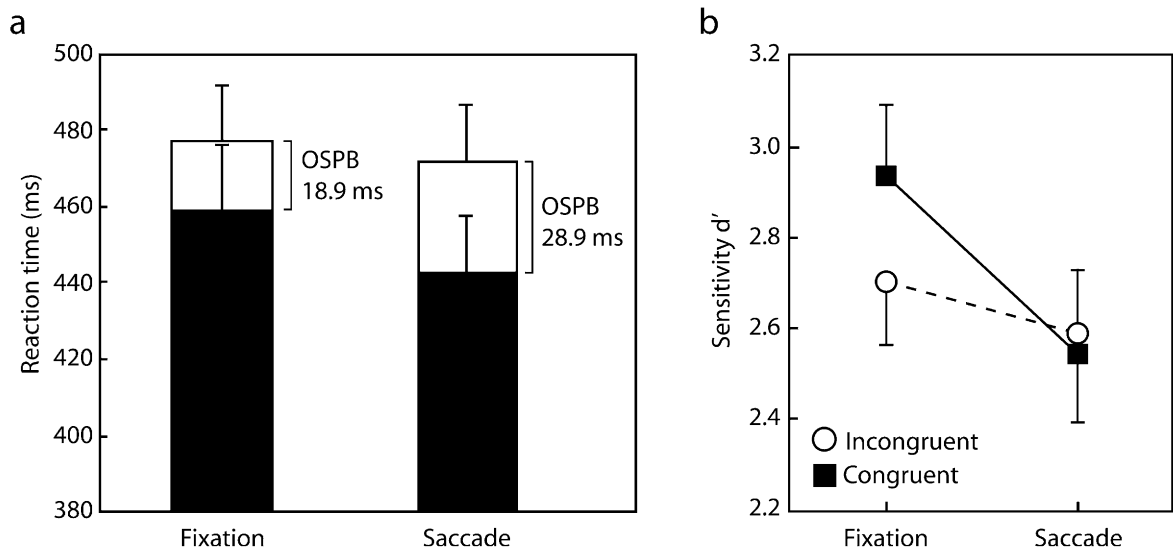 a
500
480
460
440
420
400
380
Reaction time (ms)
OSPB
18.9 ms
OSPB
28.9 ms
Fixation
Saccade
b
3.2
3.0
2.8
2.6
2.4
2.2
Sensitivity d′
Incongruent
Congruent
Fixation
Saccade